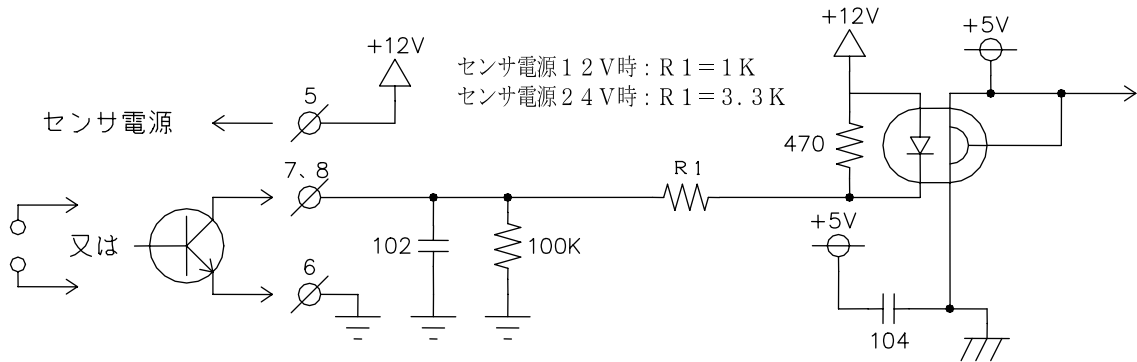 +12V
+5V
+12V
センサ電源12V時:R1=1K
センサ電源24V時:R1=3.3K
5
センサ電源
470
7、8
R1
+5V
又は
102
100K
6
104